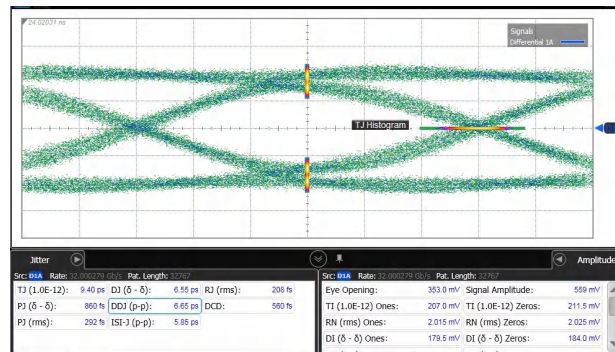 24.02031 ns
Signals
Differential 1A
TJ Histogram
Jitter
Amplitude
Src: D1A Rate: 32.000279 Gb/s Pat. Length: 32767
TJ (1.0E-12): 9.40 ps DJ (δ - δ): 6.55 ps RJ (rms): 208 fs
PJ (δ - δ): 860 fs DDJ (p-p): 6.65 ps DCD: 560 fs
PJ (rms): 292 fs ISI-J (p-p): 5.85 ps
Src: D1A Rate: 32.000279 Gb/s Pat. Length: 32767
Eye Opening: 353.0 mV Signal Amplitude: 559 mV
TI (1.0E-12) Ones: 207.0 mV TI (1.0E-12) Zeros: 211.5 mV
RN (rms) Ones: 2.015 mV RN (rms) Zeros: 2.025 mV
DI (δ - δ) Ones: 179.5 mV DI (δ - δ) Zeros: 184.0 mV